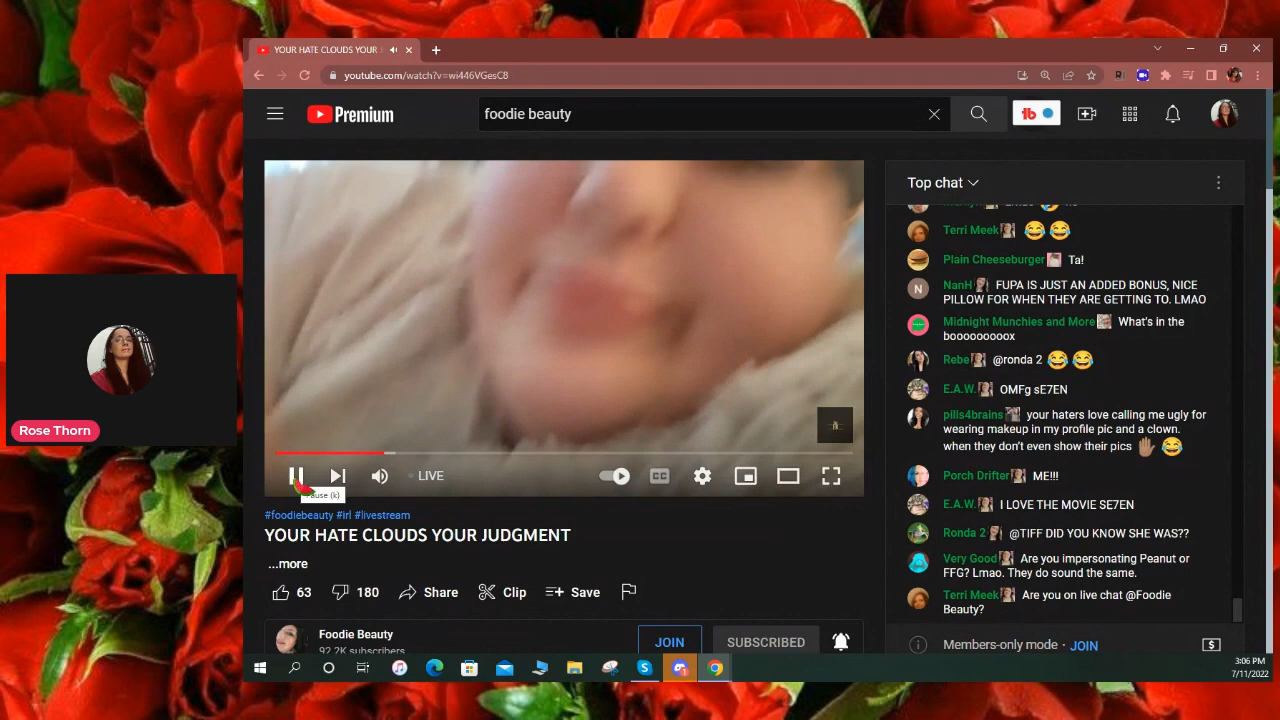 YOUR HATE CLOUDS YOUR J
youtube.com/watch?v=wi446VGesC8
Premium
foodie beauty
Top chat
Terri Meek
Plain Cheeseburger Ta!
N
NanH FUPA IS JUST AN ADDED BONUS, NICE
PILLOW FOR WHEN THEY ARE GETTING TO. LMAO
Midnight Munchies and More What's in the
booooooooox
Rebe @ronda 2
E.A.W. OMFg sE7EN
pills4brains your haters love calling me ugly for
wearing makeup in my profile pic and a clown.
when they don't even show their pics
Porch Drifter ME!!!
E.A.W. I LOVE THE MOVIE SE7EN
Ronda 2 @TIFF DID YOU KNOW SHE WAS??
Very Good Are you impersonating Peanut or
FFG? Lmao. They do sound the same.
Terri Meek Are you on live chat @Foodie
Beauty?
Members-only mode · JOIN
Rose Thorn
LIVE
CC
Pause (k)
#foodiebeauty #irl #livestream
YOUR HATE CLOUDS YOUR JUDGMENT
...more
63
180
Share
Clip
Save
Foodie Beauty
92.2K subscribers
JOIN
SUBSCRIBED
3:06 PM
7/11/2022